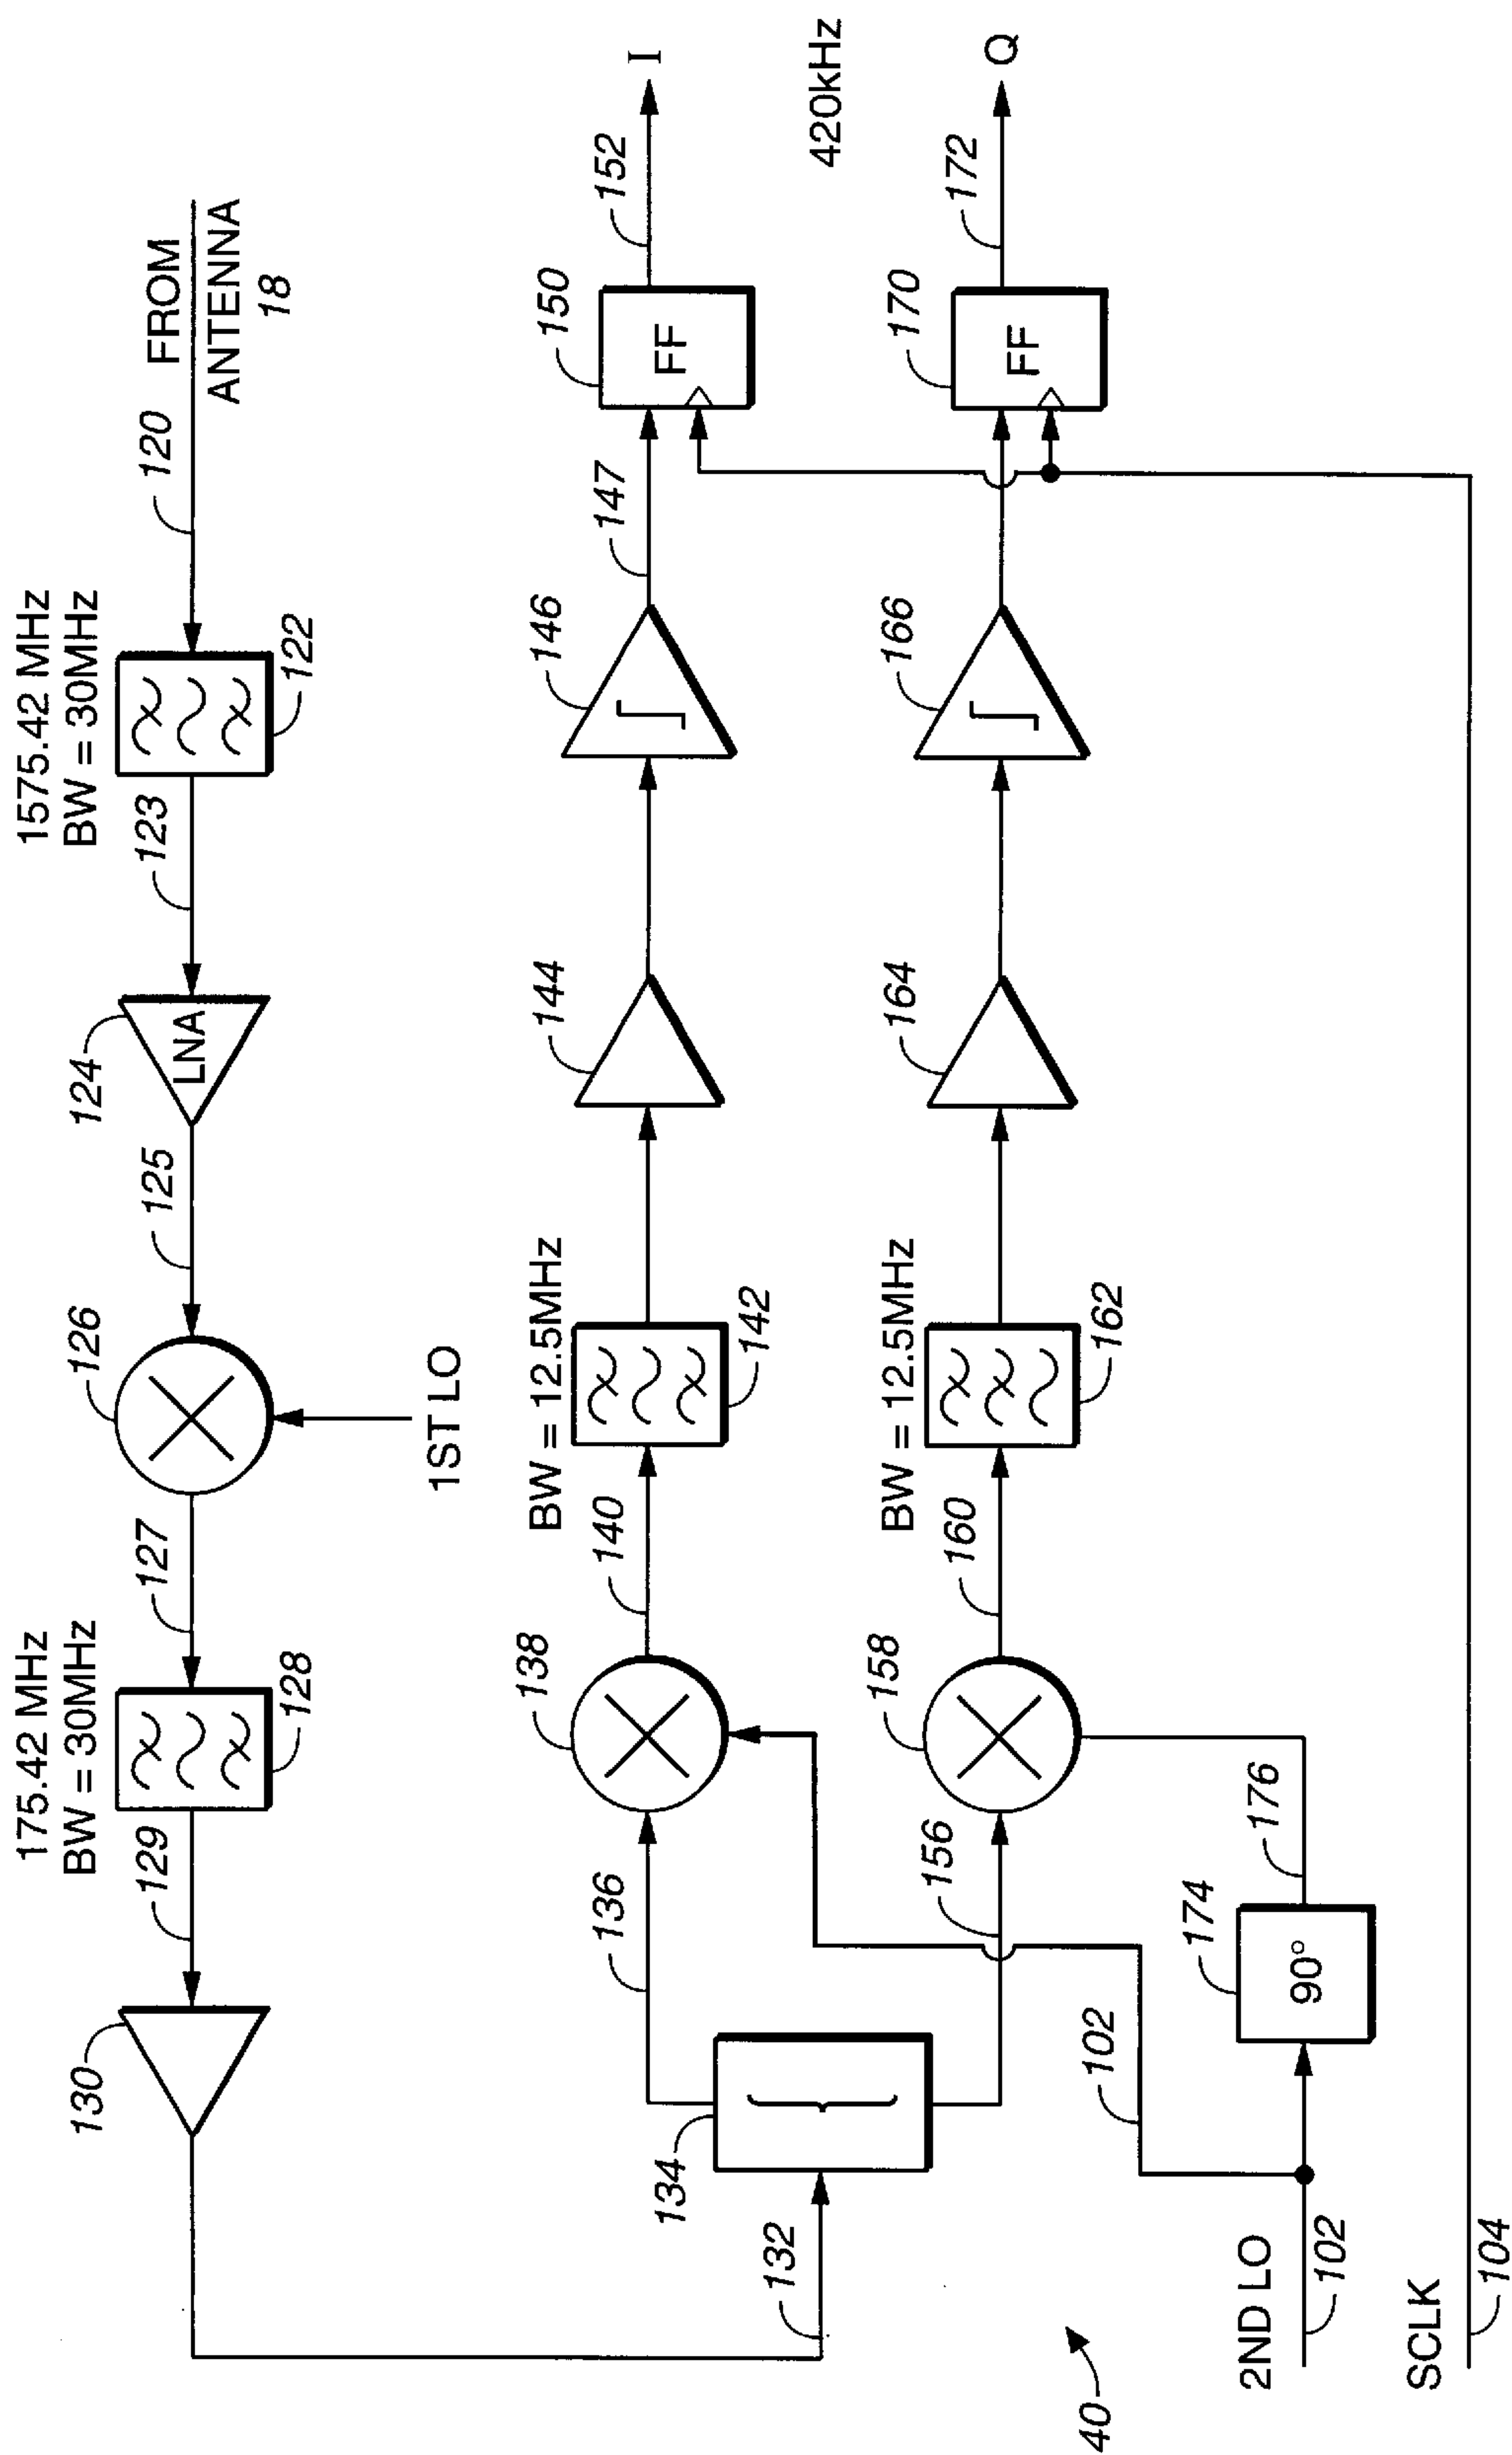 FROM
ANTENNA
18
120
1575.42 MHz
BW = 30MHz
122
123
124
LNA
125
126
1ST LO
127
175.42 MHz
BW = 30MHz
128
129
130
132
134
136
138
140
BW = 12.5MHz
142
144
146
147
150
FF
152
I
420kHz
156
158
160
BW = 12.5MHz
162
164
166
170
FF
172
Q
102
174
90°
176
2ND LO
102
SCLK
104
40